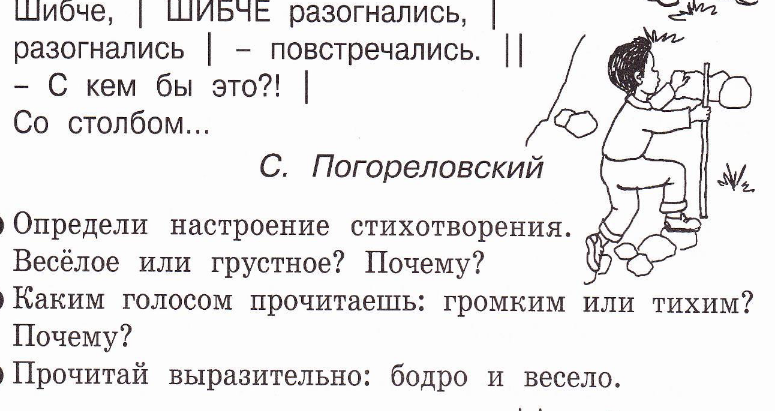 Шибче, | ШИБЧЕ разогнались, |
разогнались | – повстречались. ||
– С кем бы это?! |
Со столбом...
С. Погореловский
Определи настроение стихотворения.
Весёлое или грустное? Почему?
Каким голосом прочитаешь: громким или тихим?
Почему?
Прочитай выразительно: бодро и весело.